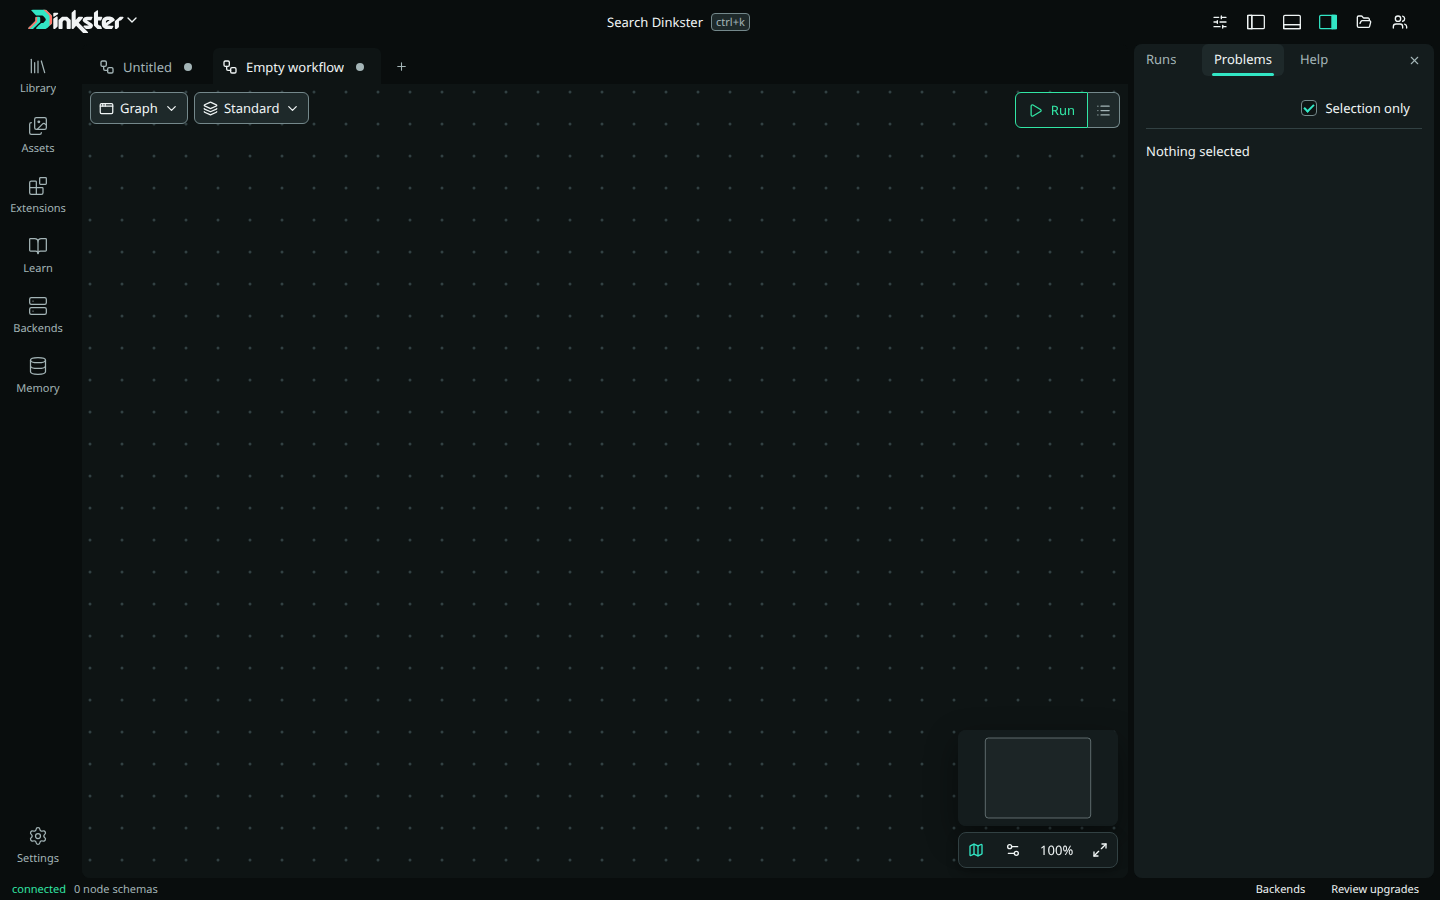 Dinkster
Search Dinkster ctrl+k
Library
Assets
Extensions
Learn
Backends
Memory
Settings
Untitled
Empty workflow
Graph
Standard
Run
100%
Runs
Problems
Help
Selection only
Nothing selected
connected 0 node schemas
Backends
Review upgrades